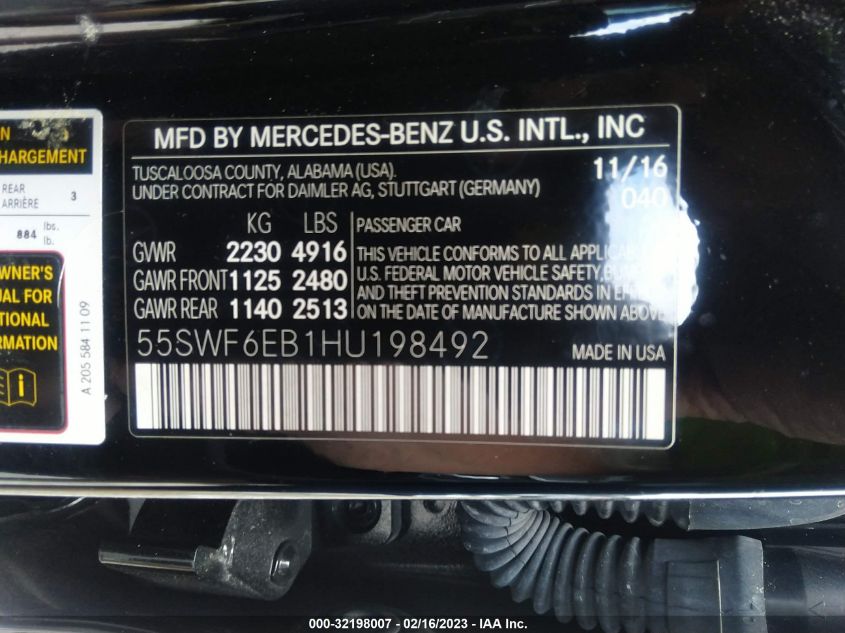 N
HARGEMENT
REAR
ARRIÈRE 3
884 lbs.
lb.
WNER'S
UAL FOR
TIONAL
RMATION
A 205 584 11 09
MFD BY MERCEDES-BENZ U.S. INTL., INC
TUSCALOOSA COUNTY, ALABAMA (USA). 11/16
UNDER CONTRACT FOR DAIMLER AG, STUTTGART (GERMANY) 040
KG LBS PASSENGER CAR
GVWR 2230 4916 THIS VEHICLE CONFORMS TO ALL APPLICAB
GAWR FRONT 1125 2480 U.S. FEDERAL MOTOR VEHICLE SAFETY, BUM
GAWR REAR 1140 2513 AND THEFT PREVENTION STANDARDS IN EFFE
THE DATE OF MANUFACTURE SHOWN ABOVE
55SWF6EB1HU198492 MADE IN USA
000-32198007 - 02/16/2023 - IAA Inc.